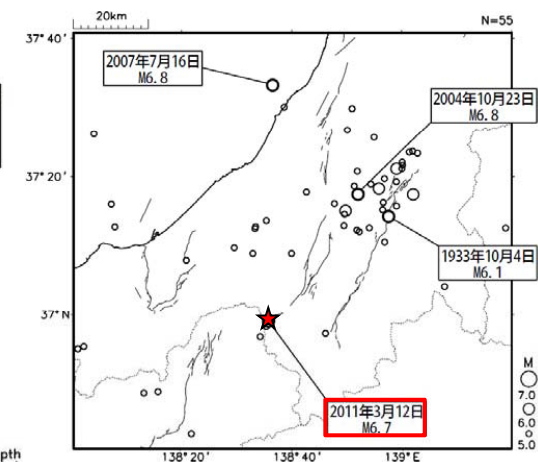 20km
N=55
37°40′
2007年7月16日
M6.8
2004年10月23日
M6.8
37°20′
1933年10月4日
M6.1
37°N
M
7.0
6.0
5.0
2011年3月12日
M6.7
pth
138°20′
138°40′
139°E